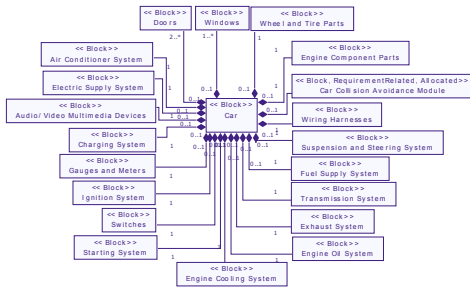 << Block>>
Doors
<< Block>>
Windows
<< Block>>
Wheel and Tire Parts
2..*
1..*
1
<< Block>>
Air Conditioner System
<< Block>>
Engine Component Parts
<< Block>>
Electric Supply System
<< Block, RequirementRelated, Allocated>>
Car Collision Avoidance Module
<< Block>>
Audio/ Video Multimedia Devices
<< Block>>
Car
<< Block>>
Wiring Harnesses
<< Block>>
Charging System
<< Block>>
Suspension and Steering System
<< Block>>
Gauges and Meters
<< Block>>
Fuel Supply System
<< Block>>
Ignition System
<< Block>>
Transmission System
<< Block>>
Switches
<< Block>>
Exhaust System
<< Block>>
Starting System
<< Block>>
Engine Oil System
<< Block>>
Engine Cooling System